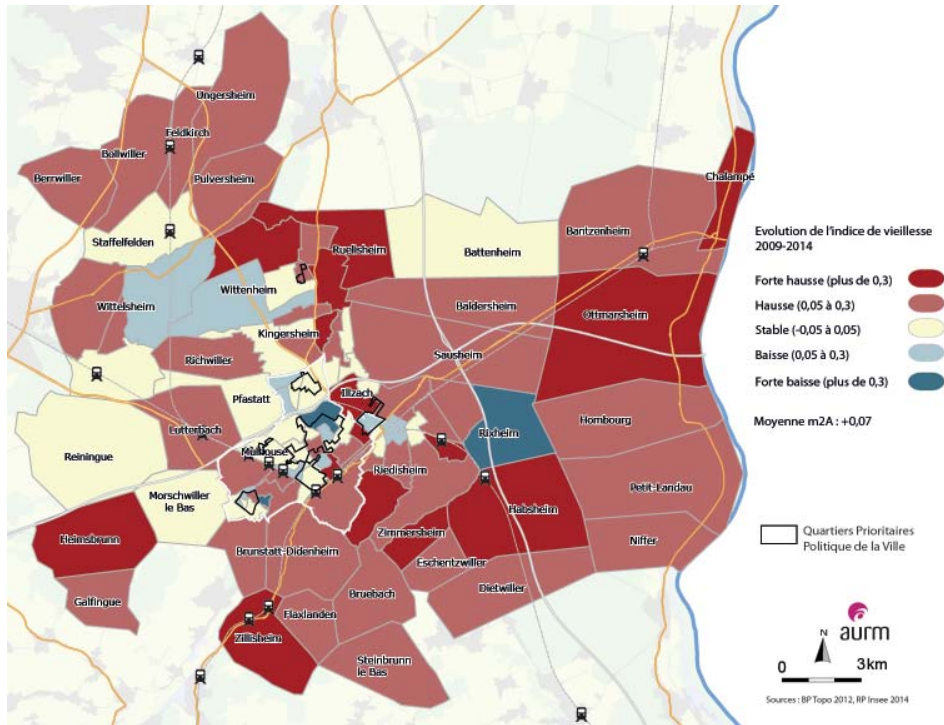 Ungersheim
Feldkirch
Bollwiller
Berrwiller
Pulversheim
Chalampé
Staffelfelden
Ruelisheim
Battenheim
Bantzenheim
Wittenheim
Wittelsheim
Baldersheim
Ottmarsheim
Kingersheim
Richwiller
Sausheim
Pfastatt
Illzach
Lutterbach
Rixheim
Hombourg
Mulhouse
Reiningue
Riedisheim
Morschwiller
le Bas
Petit-Landau
Habsheim
Heimsbrunn
Zimmersheim
Niffer
Brunstatt-Didenheim
Eschentzwiller
Dietwiller
Galfingue
Bruebach
Flaxlanden
Zillisheim
Steinbrunn
le Bas
Evolution de l'indice de vieillesse
2009-2014
Forte hausse (plus de 0,3)
Hausse (0,05 à 0,3)
Stable (-0,05 à 0,05)
Baisse (0,05 à 0,3)
Forte baisse (plus de 0,3)
Moyenne m2A : +0,07
Quartiers Prioritaires
Politique de la Ville
aurm
N
0 3km
Sources : BP Topo 2012, RP Insee 2014